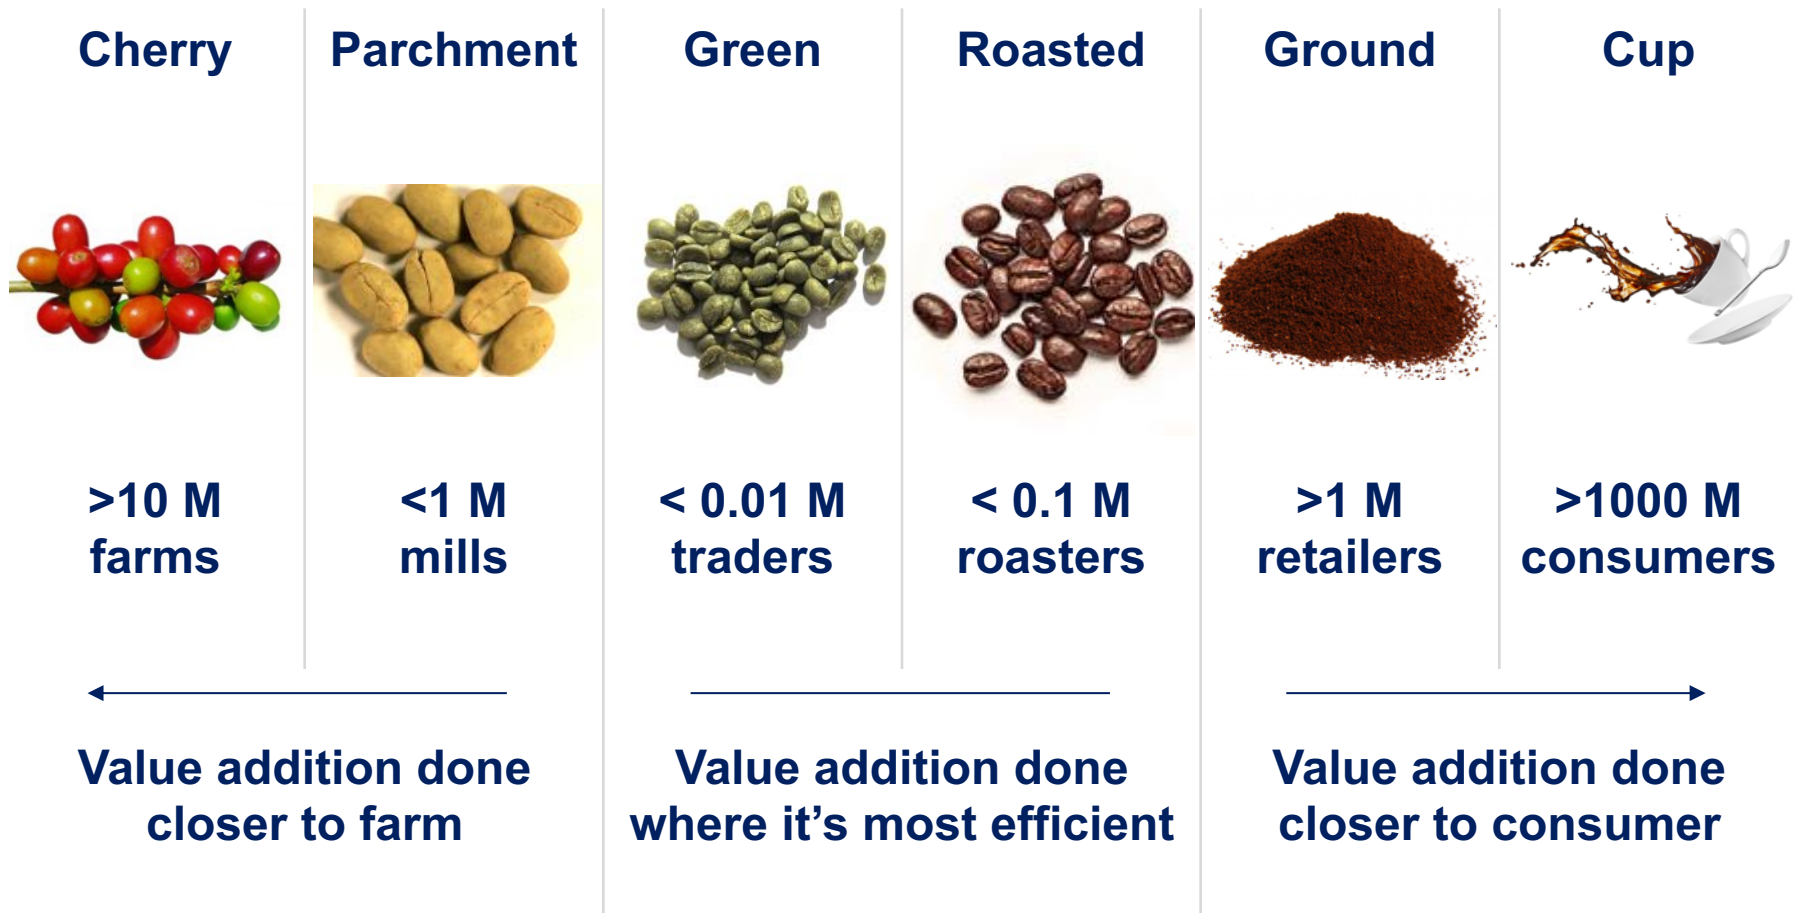 Cherry
Parchment
Green
Roasted
Ground
Cup
>10 M
farms
<1 M
mills
< 0.01 M
traders
< 0.1 M
roasters
>1 M
retailers
>1000 M
consumers
Value addition done
closer to farm
Value addition done
where it’s most efficient
Value addition done
closer to consumer